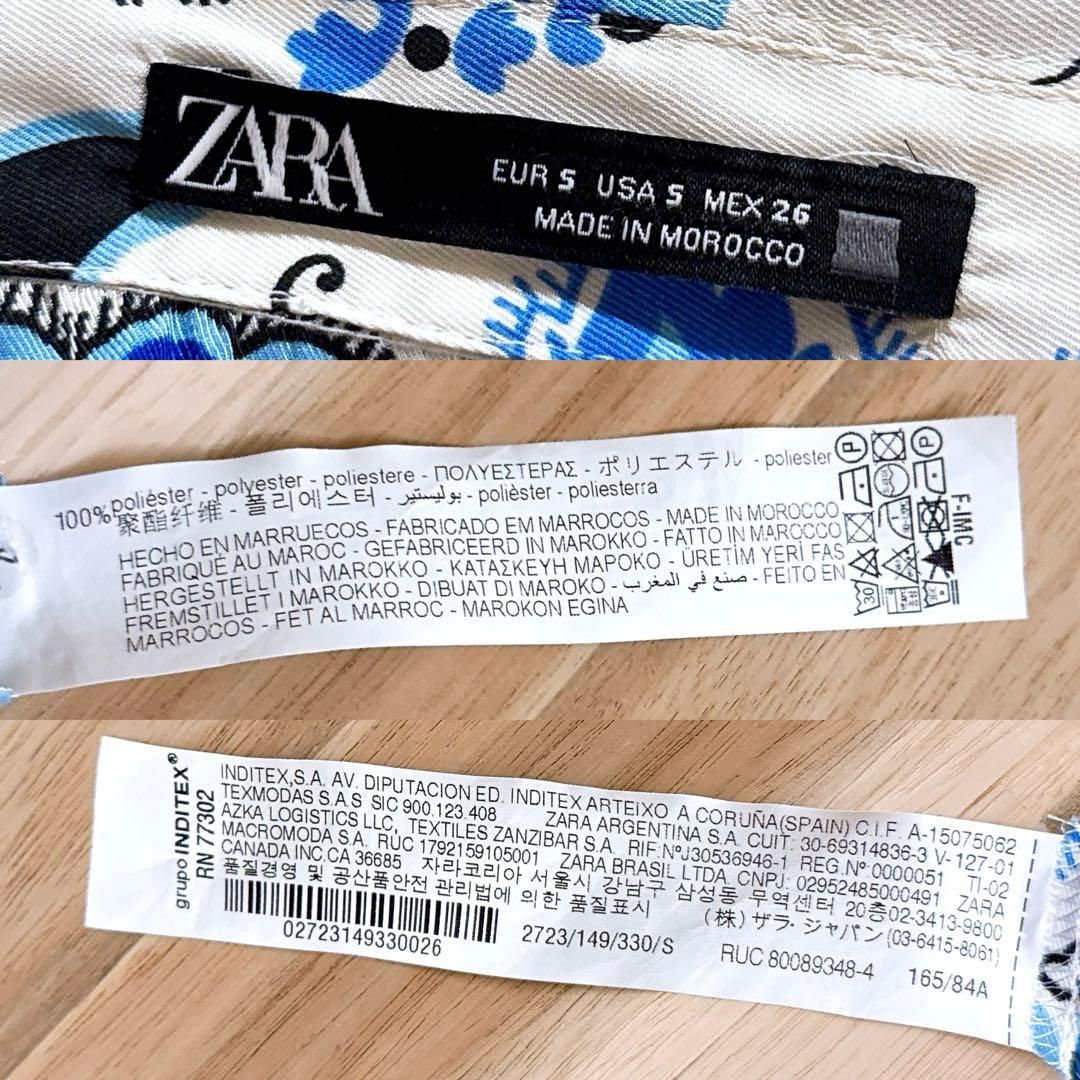 ZARA
EUR S USA S MEX 26
MADE IN MOROCCO
100%poliéster - polyester - poliestere - ΠΟΛΥΕΣΤΕΡΑΣ - ポリエステル - poliester
聚酯纤维 - 폴리에스터 - بوليستير - polièster - poliesterra
HECHO EN MARRUECOS - FABRICADO EM MARROCOS - MADE IN MOROCCO
FABRIQUÉ AU MAROC - GEFABRICEERD IN MAROKKO - FATTO IN MAROCCO
HERGESTELLT IN MAROKKO - ΚΑΤΑΣΚΕΥΗ ΜΑΡΟΚΟ - ÜRETİM YERİ FAS
FREMSTILLET I MAROKKO - DIBUAT DI MAROKO - صنع في المغرب - FEITO EN
MARROCOS - FET AL MARROC - MAROKON EGINA
F-IMC
grupo INDITEX®
RN 77302
INDITEX,S.A. AV. DIPUTACION ED. INDITEX ARTEIXO A CORUÑA(SPAIN) C.I.F. A-15075062
TEXMODAS S.A.S SIC 900.123.408 ZARA ARGENTINA S.A. CUIT: 30-69314836-3 V-127-01
AZKA LOGISTICS LLC, TEXTILES ZANZIBAR S.A. RIF:NºJ30536946-1 REG.Nº:0000051 TI-02
MACROMODA S.A. RUC 1792159105001 ZARA BRASIL LTDA. CNPJ: 02952485000491 ZARA
CANADA INC.CA 36685 자라코리아 서울시 강남구 삼성동 무역센터 20층02-3413-9800
품질경영 및 공산품안전 관리법에 의한 품질표시 (株)ザラ・ジャパン(03-6415-8061)
02723149330026
2723/149/330/S
RUC 80089348-4
165/84A